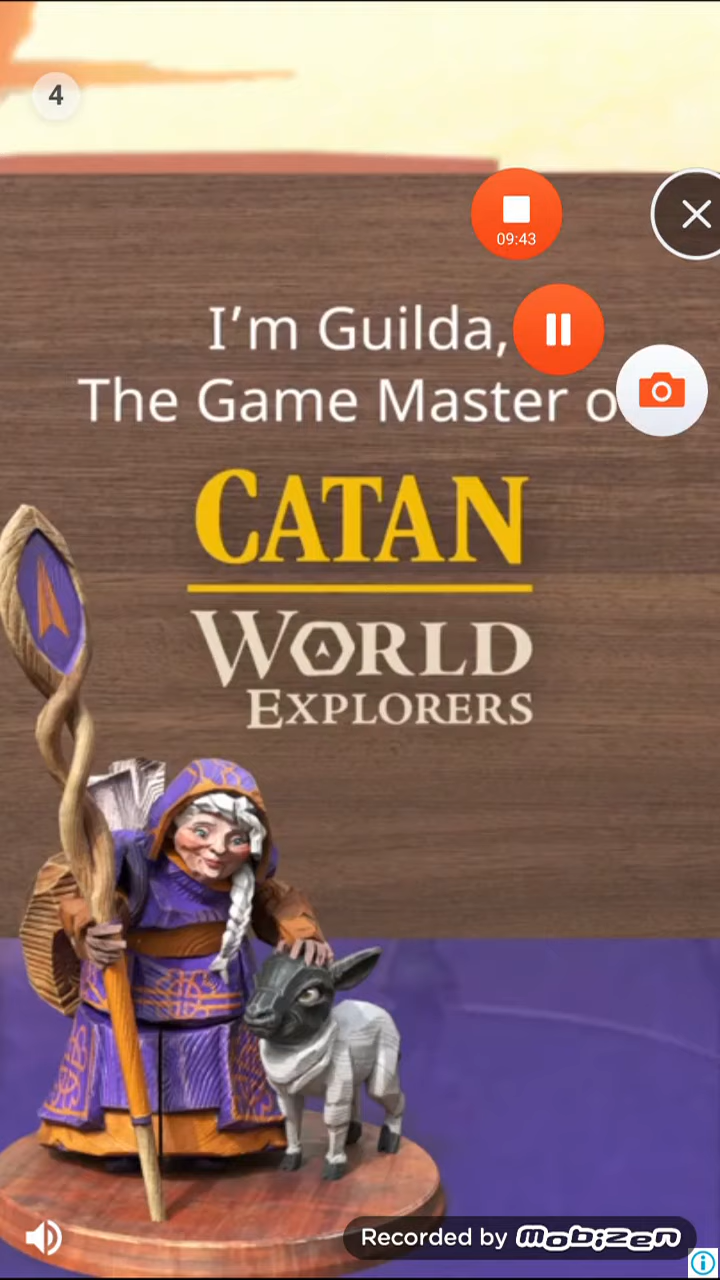 4
09:43
I’m Guilda,
The Game Master o
CATAN
WORLD
EXPLORERS
Recorded by mobizen